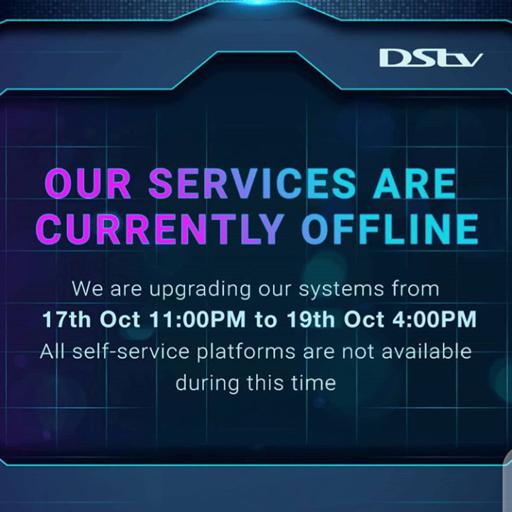 DStv
OUR SERVICES ARE
CURRENTLY OFFLINE
We are upgrading our systems from
17th Oct 11:00PM to 19th Oct 4:00PM
All self-service platforms are not available
during this time